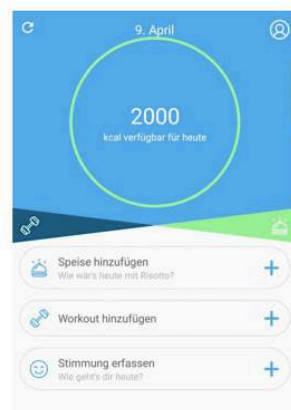 9. April
2000
kcal verfügbar für heute
Speise hinzufügen
Wie wär's heute mit Risotto?
Workout hinzufügen
Stimmung erfassen
Wie geht's dir heute?